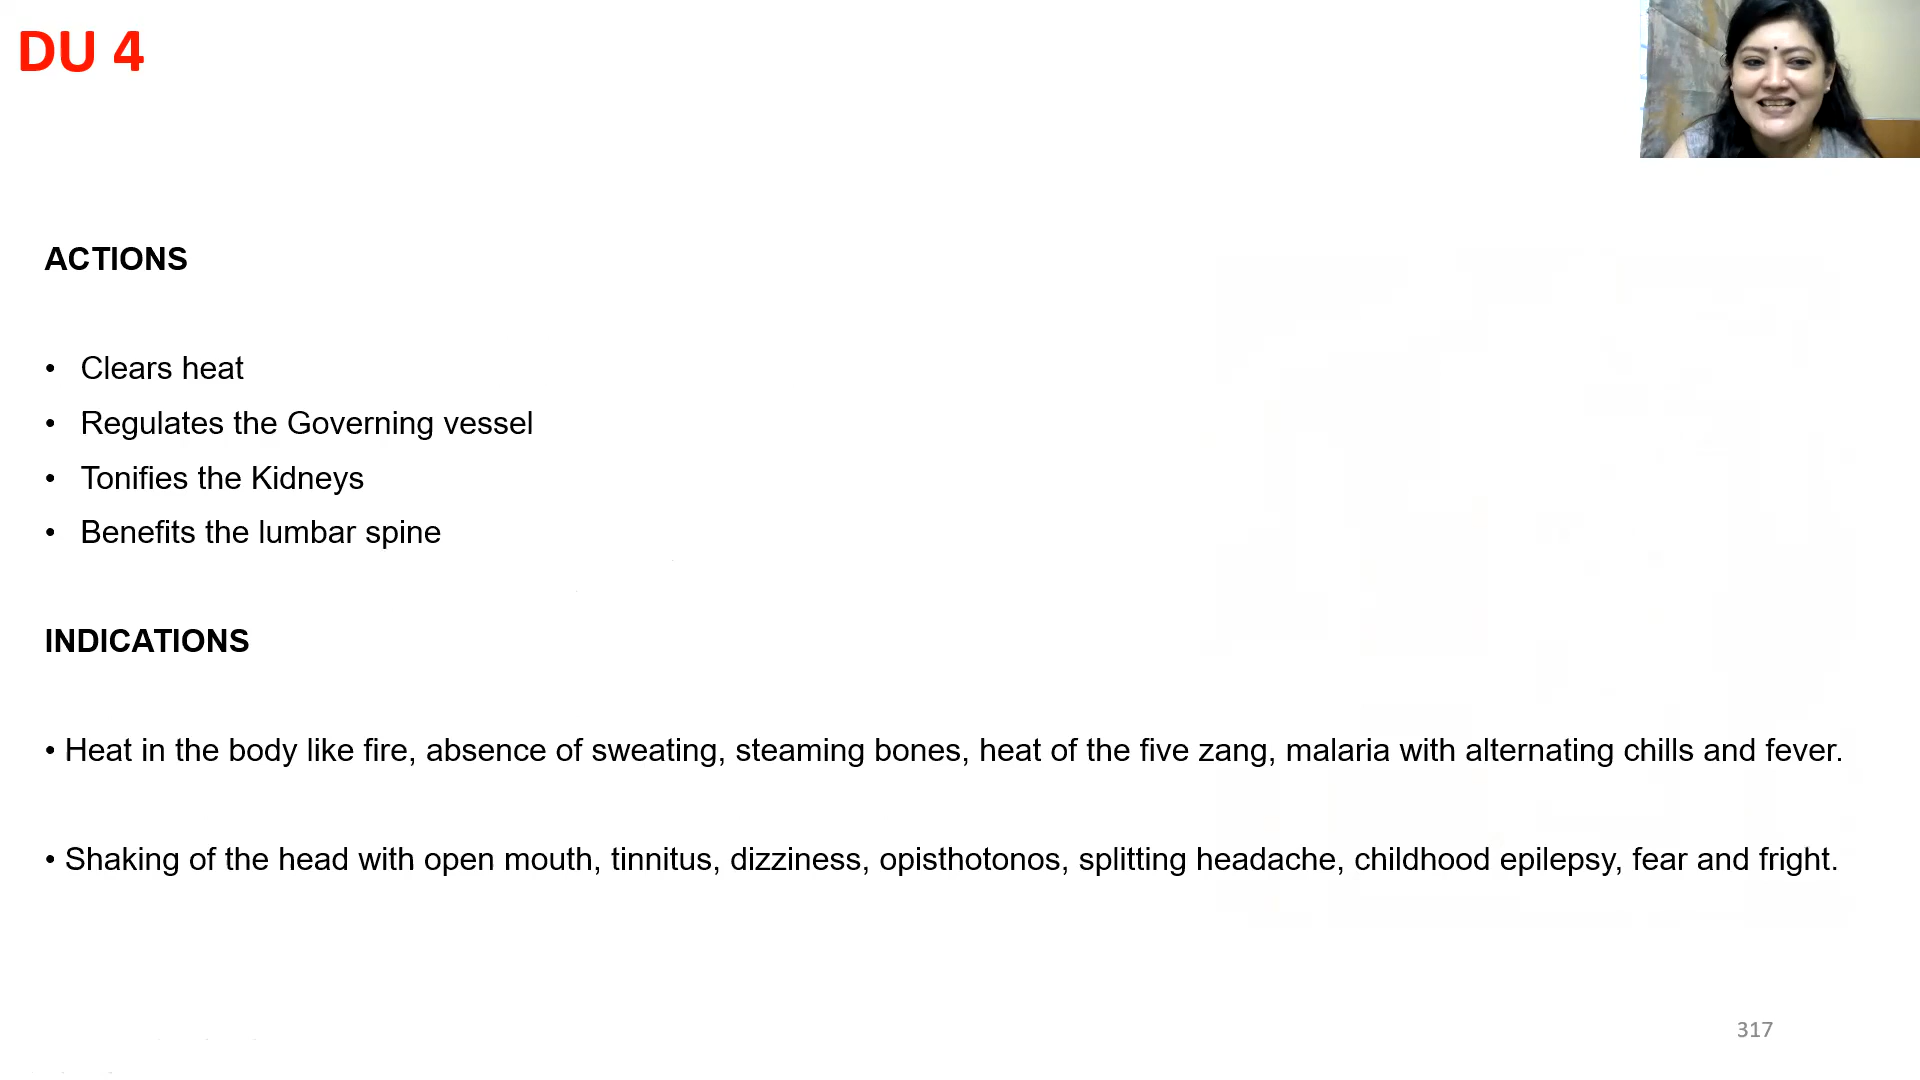 DU 4
ACTIONS
• Clears heat
• Regulates the Governing vessel
• Tonifies the Kidneys
• Benefits the lumbar spine
INDICATIONS
• Heat in the body like fire, absence of sweating, steaming bones, heat of the five zang, malaria with alternating chills and fever.
• Shaking of the head with open mouth, tinnitus, dizziness, opisthotonos, splitting headache, childhood epilepsy, fear and fright.
317